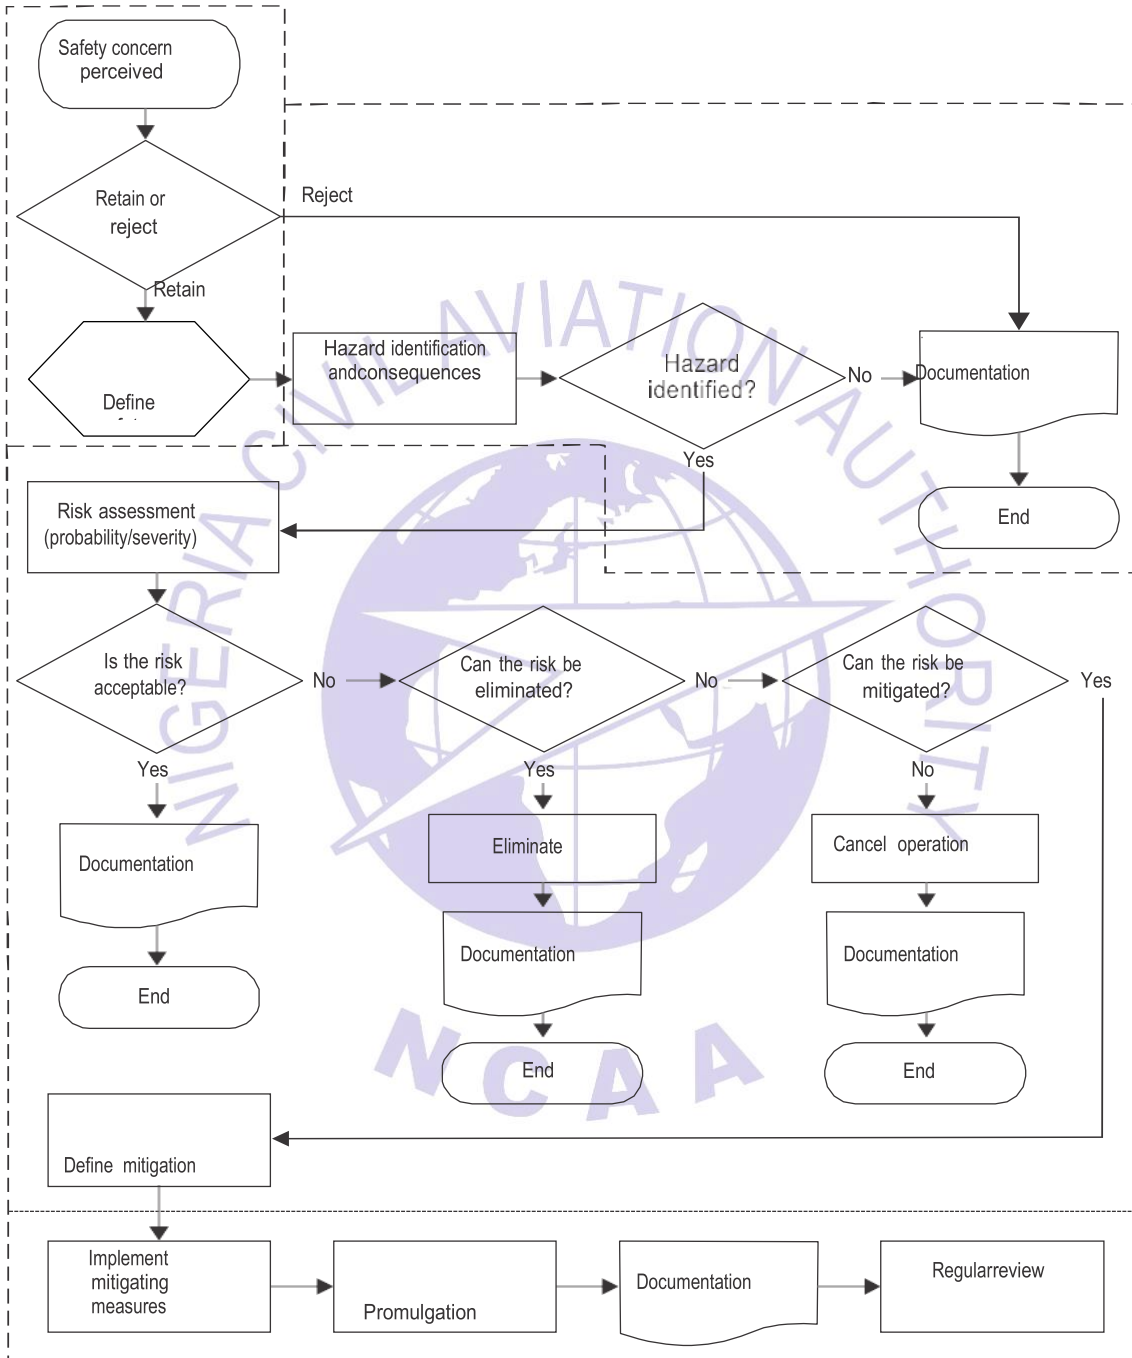 Safety concern
perceived
Retain or
reject
Reject
Retain
Define
Hazard identification
andconsequences
Hazard
identified?
No
Documentation
Yes
End
Risk assessment
(probability/severity)
Is the risk
acceptable?
No
Can the risk be
eliminated?
No
Can the risk be
mitigated?
Yes
Yes
Yes
No
Documentation
Eliminate
Cancel operation
Documentation
Documentation
End
End
End
Define mitigation
Implement
mitigating
measures
Promulgation
Documentation
Regularreview
NIGERIA CIVIL AVIATION AUTHORITY
NCAA